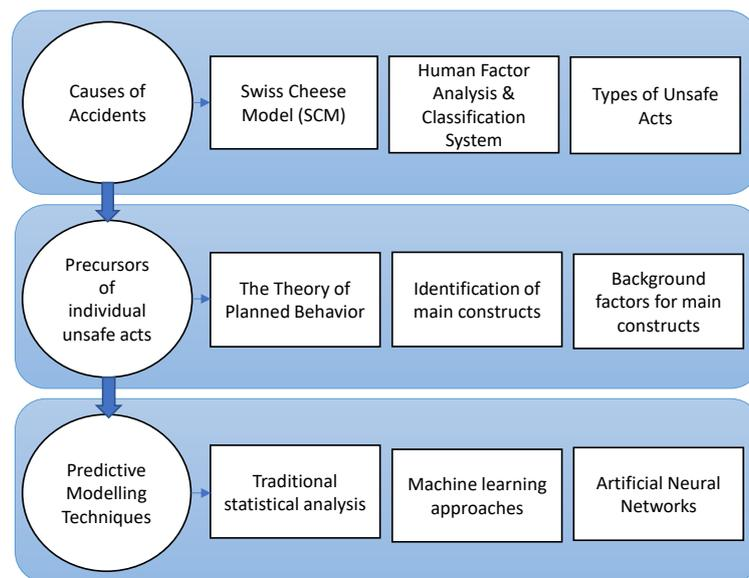 Causes of
Accidents
Swiss Cheese
Model (SCM)
Human Factor
Analysis &
Classification
System
Types of Unsafe
Acts
Precursors
of
individual
unsafe acts
The Theory of
Planned Behavior
Identification of
main constructs
Background
factors for main
constructs
Predictive
Modelling
Techniques
Traditional
statistical analysis
Machine learning
approaches
Artificial Neural
Networks